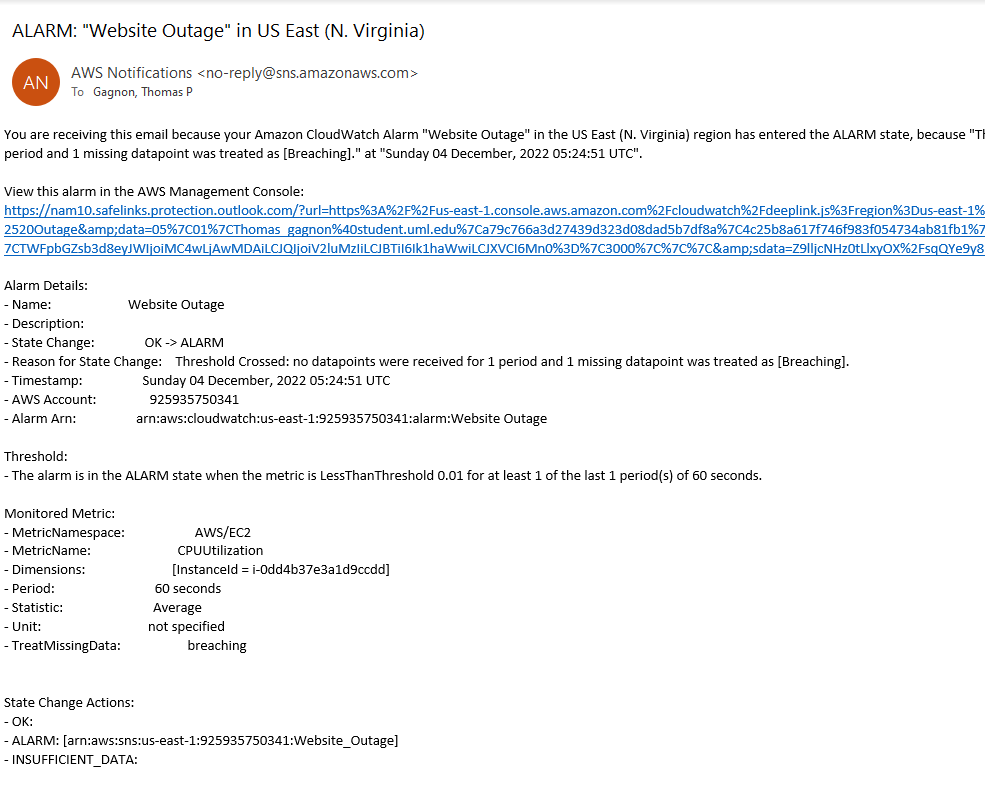 ALARM: "Website Outage" in US East (N. Virginia)
AN
AWS Notifications <no-reply@sns.amazonaws.com>
To Gagnon, Thomas P
You are receiving this email because your Amazon CloudWatch Alarm "Website Outage" in the US East (N. Virginia) region has entered the ALARM state, because "Th
period and 1 missing datapoint was treated as [Breaching]." at "Sunday 04 December, 2022 05:24:51 UTC".
View this alarm in the AWS Management Console:
https://nam10.safelinks.protection.outlook.com/?url=https%3A%2F%2Fus-east-1.console.aws.amazon.com%2Fcloudwatch%2Fdeeplink.js%3Fregion%3Dus-east-1%
2520Outage&amp;data=05%7C01%7CThomas_gagnon%40student.uml.edu%7Ca79c766a3d27439d323d08dad5b7df8a%7C4c25b8a617f746f983f054734ab81fb1%7
7CTWFpbGZsb3d8eyJWIjoiMC4wLjAwMDAiLCJQIjoiV2luMzIiLCJBTiI6Ik1haWwiLCJXVCI6Mn0%3D%7C3000%7C%7C%7C&amp;sdata=Z9lljcNHz0tLlxyOX%2FsqQYe9y8
Alarm Details:
- Name: Website Outage
- Description:
- State Change: OK -> ALARM
- Reason for State Change: Threshold Crossed: no datapoints were received for 1 period and 1 missing datapoint was treated as [Breaching].
- Timestamp: Sunday 04 December, 2022 05:24:51 UTC
- AWS Account: 925935750341
- Alarm Arn: arn:aws:cloudwatch:us-east-1:925935750341:alarm:Website Outage
Threshold:
- The alarm is in the ALARM state when the metric is LessThanThreshold 0.01 for at least 1 of the last 1 period(s) of 60 seconds.
Monitored Metric:
- MetricNamespace: AWS/EC2
- MetricName: CPUUtilization
- Dimensions: [InstanceId = i-0dd4b37e3a1d9ccdd]
- Period: 60 seconds
- Statistic: Average
- Unit: not specified
- TreatMissingData: breaching
State Change Actions:
- OK:
- ALARM: [arn:aws:sns:us-east-1:925935750341:Website_Outage]
- INSUFFICIENT_DATA: